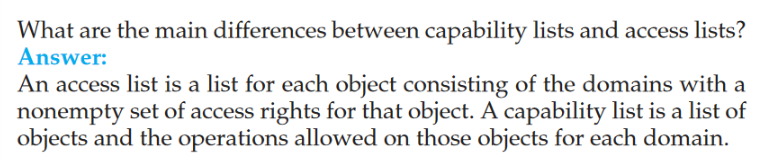 What are the main differences between capability lists and access lists?
Answer:
An access list is a list for each object consisting of the domains with a
nonempty set of access rights for that object. A capability list is a list of
objects and the operations allowed on those objects for each domain.